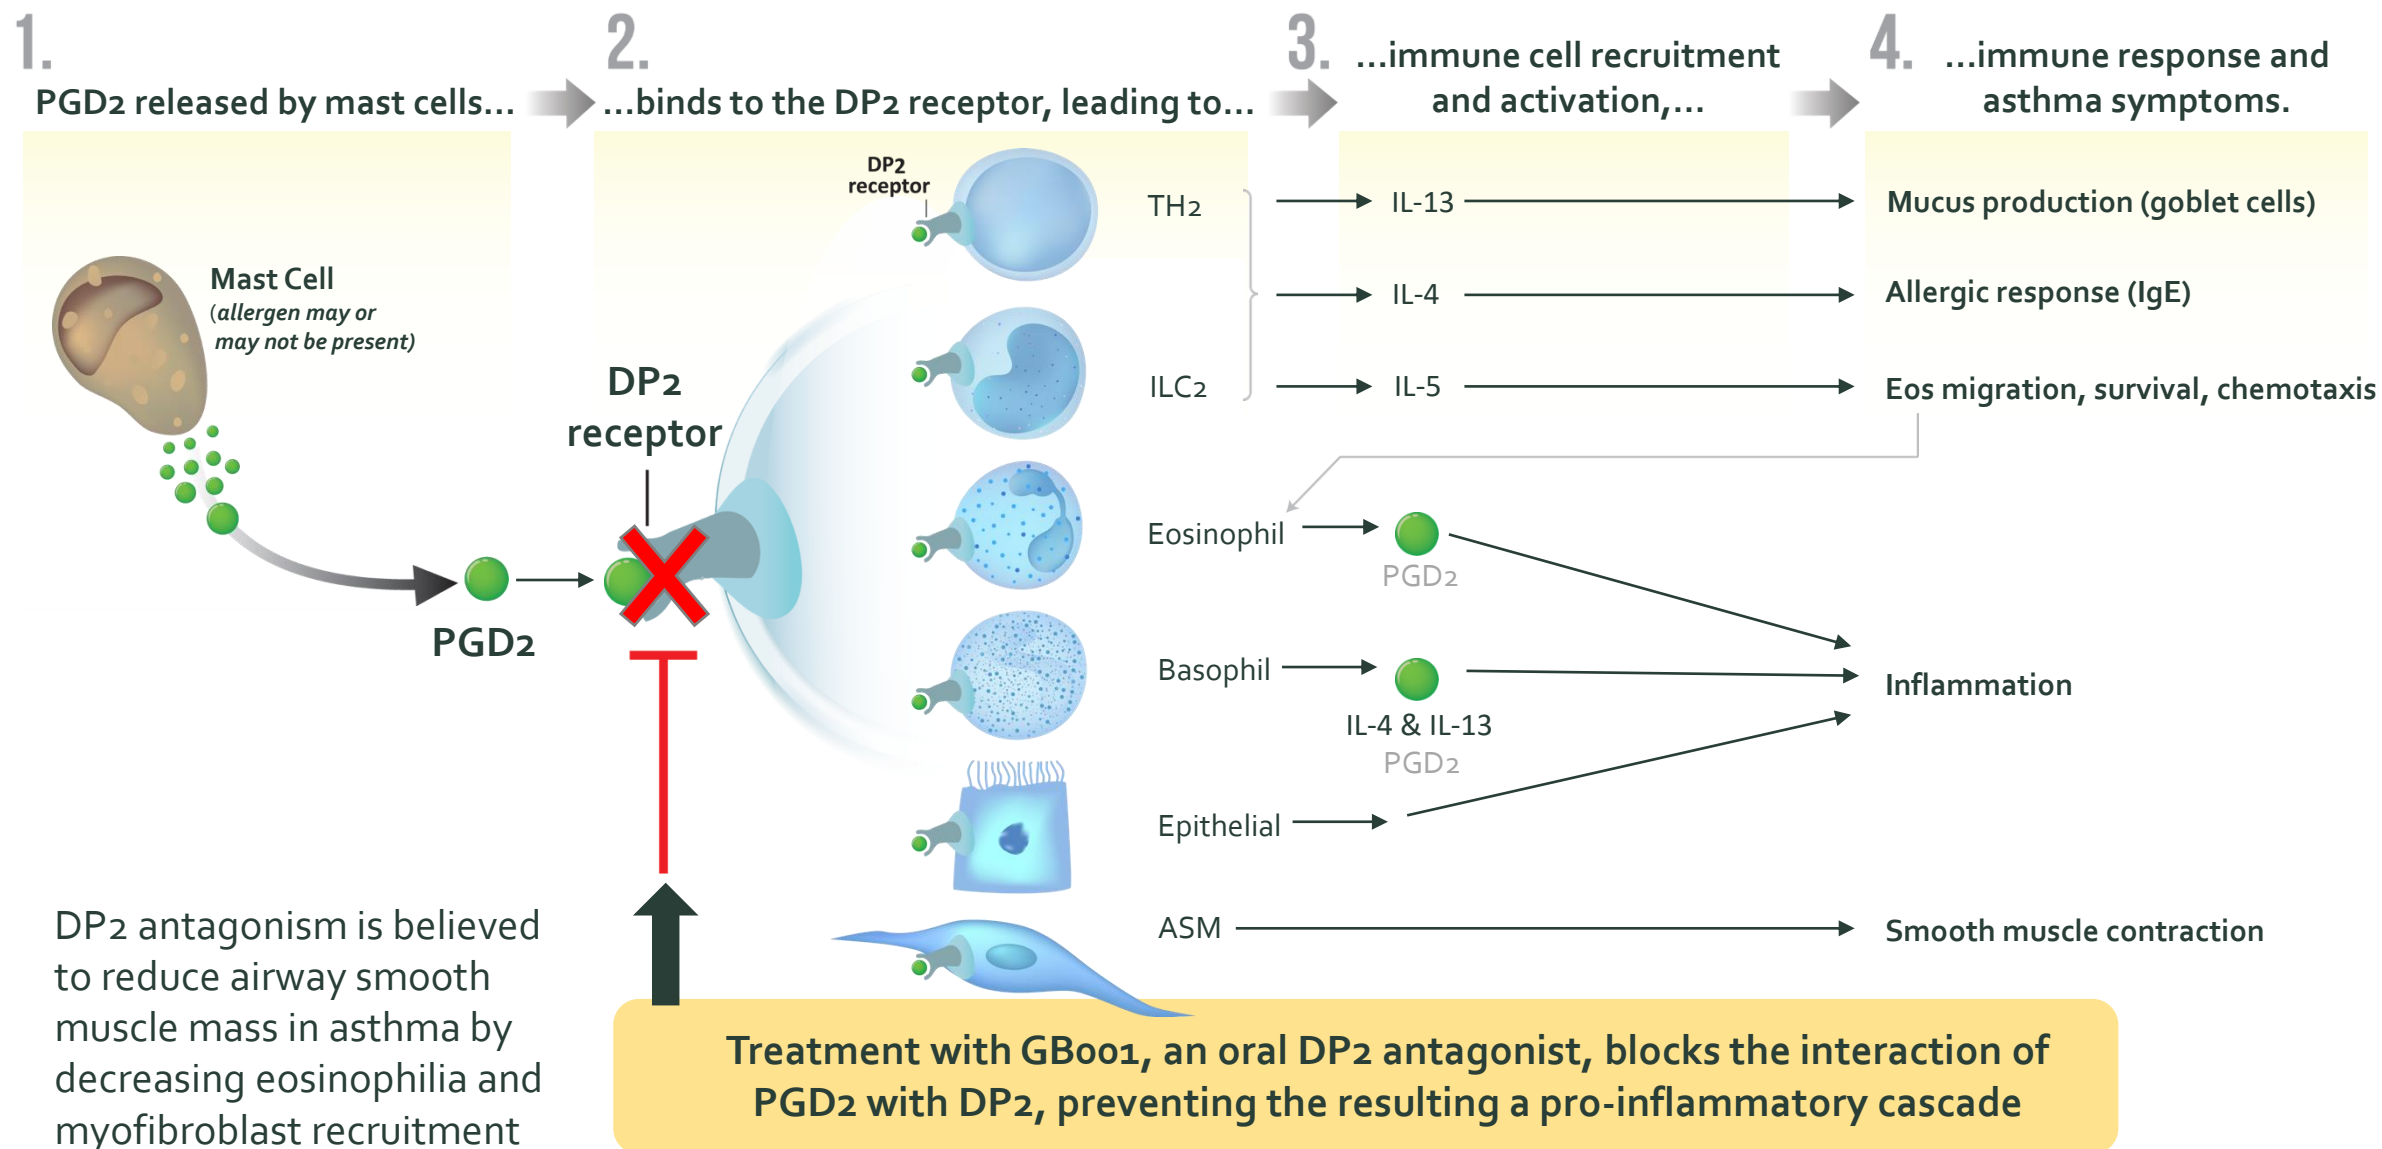 1.
PGD2 released by mast cells...
2.
...binds to the DP2 receptor, leading to...
3.
...immune cell recruitment
and activation,...
4.
...immune response and
asthma symptoms.
Mast Cell
(allergen may or
may not be present)
PGD2
DP2
receptor
DP2
receptor
TH2
IL-13
Mucus production (goblet cells)
IL-4
Allergic response (IgE)
ILC2
IL-5
Eos migration, survival, chemotaxis
Eosinophil
PGD2
Basophil
IL-4 & IL-13
PGD2
Inflammation
Epithelial
ASM
Smooth muscle contraction
DP2 antagonism is believed
to reduce airway smooth
muscle mass in asthma by
decreasing eosinophilia and
myofibroblast recruitment
Treatment with GB001, an oral DP2 antagonist, blocks the interaction of
PGD2 with DP2, preventing the resulting a pro-inflammatory cascade